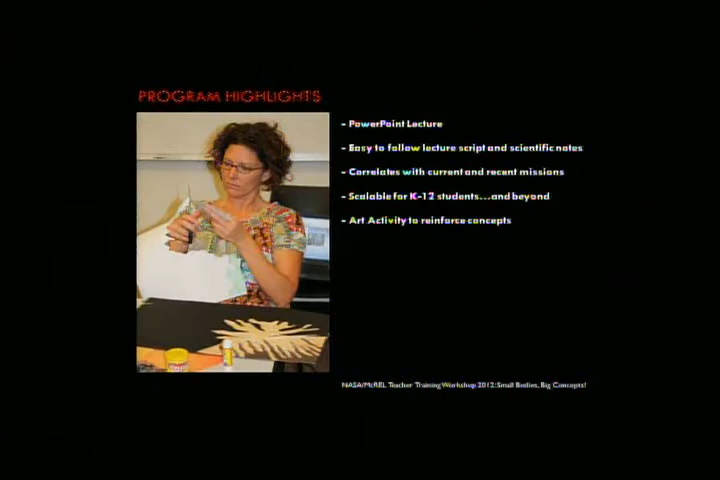 PROGRAM HIGHLIGHTS
- PowerPoint Lecture
- Easy to follow lecture script and scientific notes
- Correlates with current and recent missions
- Scalable for K-12 students...and beyond
- Art Activity to reinforce concepts
NASA/McREL Teacher Training Workshop 2012: Small Bodies, Big Concepts!